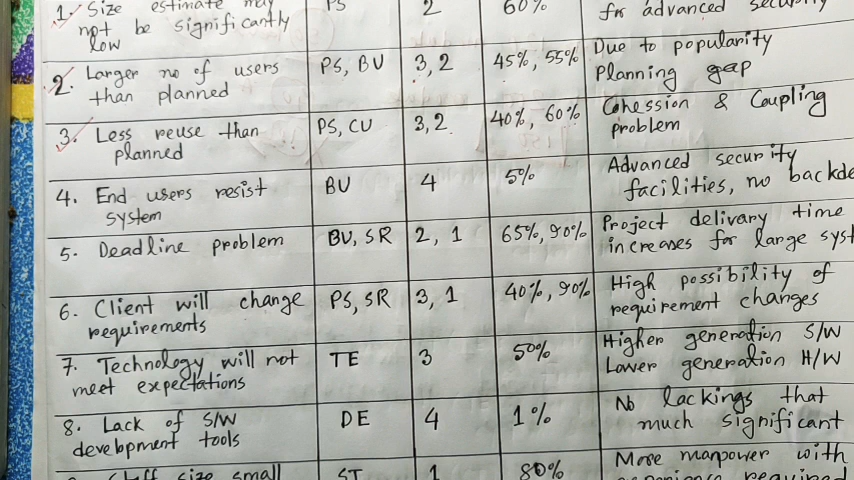 1. Size estimate may PS 2 60% for advanced security
not be significantly
low
2. Larger no of users PS, BU 3,2 45%, 55% Due to popularity
than planned Planning gap
3. Less reuse than PS, CU 3,2 40%, 60% Cohession & Coupling
planned problem
4. End users resist BU 4 5% Advanced security
system facilities, no backdo
5. Deadline problem BU, SR 2, 1 65%, 90% Project delivary time
increases for large syst
6. Client will change PS, SR 3, 1 40%, 90% High possibility of
requirements requirement changes
7. Technology will not TE 3 50% Higher generation S/W
meet expectations Lower generation H/W
8. Lack of S/W DE 4 1% No lackings that
development tools much significant
Staff size small ST 1 80% More manpower with
experience required